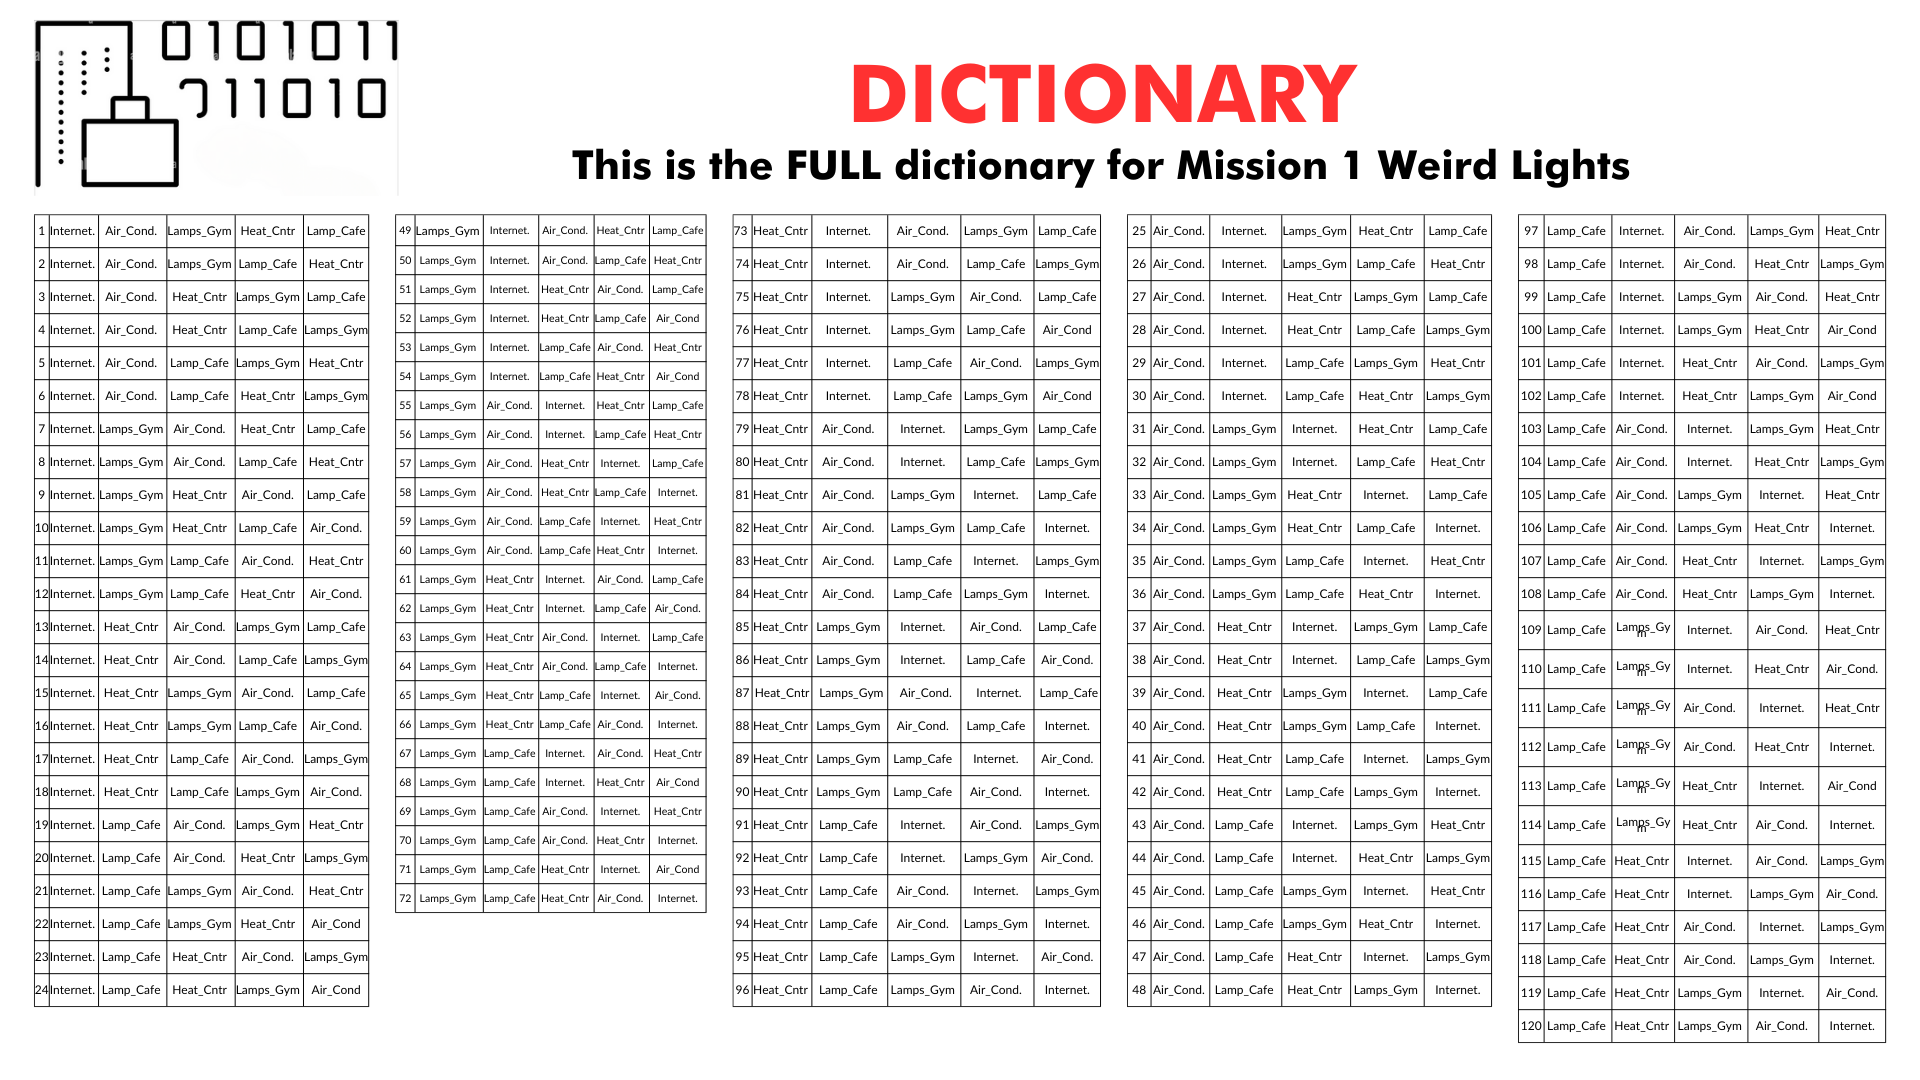 0101011
011010
DICTIONARY
This is the FULL dictionary for Mission 1 Weird Lights
1 Internet. Air_Cond. Lamps_Gym Heat_Cntr Lamp_Cafe
2 Internet. Air_Cond. Lamps_Gym Lamp_Cafe Heat_Cntr
3 Internet. Air_Cond. Heat_Cntr Lamps_Gym Lamp_Cafe
4 Internet. Air_Cond. Heat_Cntr Lamp_Cafe Lamps_Gym
5 Internet. Air_Cond. Lamp_Cafe Lamps_Gym Heat_Cntr
6 Internet. Air_Cond. Lamp_Cafe Heat_Cntr Lamps_Gym
7 Internet. Lamps_Gym Air_Cond. Heat_Cntr Lamp_Cafe
8 Internet. Lamps_Gym Air_Cond. Lamp_Cafe Heat_Cntr
9 Internet. Lamps_Gym Heat_Cntr Air_Cond. Lamp_Cafe
10 Internet. Lamps_Gym Heat_Cntr Lamp_Cafe Air_Cond.
11 Internet. Lamps_Gym Lamp_Cafe Air_Cond. Heat_Cntr
12 Internet. Lamps_Gym Lamp_Cafe Heat_Cntr Air_Cond.
13 Internet. Heat_Cntr Air_Cond. Lamps_Gym Lamp_Cafe
14 Internet. Heat_Cntr Air_Cond. Lamp_Cafe Lamps_Gym
15 Internet. Heat_Cntr Lamps_Gym Air_Cond. Lamp_Cafe
16 Internet. Heat_Cntr Lamps_Gym Lamp_Cafe Air_Cond.
17 Internet. Heat_Cntr Lamp_Cafe Air_Cond. Lamps_Gym
18 Internet. Heat_Cntr Lamp_Cafe Lamps_Gym Air_Cond.
19 Internet. Lamp_Cafe Air_Cond. Lamps_Gym Heat_Cntr
20 Internet. Lamp_Cafe Air_Cond. Heat_Cntr Lamps_Gym
21 Internet. Lamp_Cafe Lamps_Gym Air_Cond. Heat_Cntr
22 Internet. Lamp_Cafe Lamps_Gym Heat_Cntr Air_Cond
23 Internet. Lamp_Cafe Heat_Cntr Air_Cond. Lamps_Gym
24 Internet. Lamp_Cafe Heat_Cntr Lamps_Gym Air_Cond
49 Lamps_Gym Internet. Air_Cond. Heat_Cntr Lamp_Cafe
50 Lamps_Gym Internet. Air_Cond. Lamp_Cafe Heat_Cntr
51 Lamps_Gym Internet. Heat_Cntr Air_Cond. Lamp_Cafe
52 Lamps_Gym Internet. Heat_Cntr Lamp_Cafe Air_Cond
53 Lamps_Gym Internet. Lamp_Cafe Air_Cond. Heat_Cntr
54 Lamps_Gym Internet. Lamp_Cafe Heat_Cntr Air_Cond
55 Lamps_Gym Air_Cond. Internet. Heat_Cntr Lamp_Cafe
56 Lamps_Gym Air_Cond. Internet. Lamp_Cafe Heat_Cntr
57 Lamps_Gym Air_Cond. Heat_Cntr Internet. Lamp_Cafe
58 Lamps_Gym Air_Cond. Heat_Cntr Lamp_Cafe Internet.
59 Lamps_Gym Air_Cond. Lamp_Cafe Internet. Heat_Cntr
60 Lamps_Gym Air_Cond. Lamp_Cafe Heat_Cntr Internet.
61 Lamps_Gym Heat_Cntr Internet. Air_Cond. Lamp_Cafe
62 Lamps_Gym Heat_Cntr Internet. Lamp_Cafe Air_Cond.
63 Lamps_Gym Heat_Cntr Air_Cond. Internet. Lamp_Cafe
64 Lamps_Gym Heat_Cntr Air_Cond. Lamp_Cafe Internet.
65 Lamps_Gym Heat_Cntr Lamp_Cafe Internet. Air_Cond.
66 Lamps_Gym Heat_Cntr Lamp_Cafe Air_Cond. Internet.
67 Lamps_Gym Lamp_Cafe Internet. Air_Cond. Heat_Cntr
68 Lamps_Gym Lamp_Cafe Internet. Heat_Cntr Air_Cond
69 Lamps_Gym Lamp_Cafe Air_Cond. Internet. Heat_Cntr
70 Lamps_Gym Lamp_Cafe Air_Cond. Heat_Cntr Internet.
71 Lamps_Gym Lamp_Cafe Heat_Cntr Internet. Air_Cond
72 Lamps_Gym Lamp_Cafe Heat_Cntr Air_Cond. Internet.
73 Heat_Cntr Internet. Air_Cond. Lamps_Gym Lamp_Cafe
74 Heat_Cntr Internet. Air_Cond. Lamp_Cafe Lamps_Gym
75 Heat_Cntr Internet. Lamps_Gym Air_Cond. Lamp_Cafe
76 Heat_Cntr Internet. Lamps_Gym Lamp_Cafe Air_Cond
77 Heat_Cntr Internet. Lamp_Cafe Air_Cond. Lamps_Gym
78 Heat_Cntr Internet. Lamp_Cafe Lamps_Gym Air_Cond
79 Heat_Cntr Air_Cond. Internet. Lamps_Gym Lamp_Cafe
80 Heat_Cntr Air_Cond. Internet. Lamp_Cafe Lamps_Gym
81 Heat_Cntr Air_Cond. Lamps_Gym Internet. Lamp_Cafe
82 Heat_Cntr Air_Cond. Lamps_Gym Lamp_Cafe Internet.
83 Heat_Cntr Air_Cond. Lamp_Cafe Internet. Lamps_Gym
84 Heat_Cntr Air_Cond. Lamp_Cafe Lamps_Gym Internet.
85 Heat_Cntr Lamps_Gym Internet. Air_Cond. Lamp_Cafe
86 Heat_Cntr Lamps_Gym Internet. Lamp_Cafe Air_Cond.
87 Heat_Cntr Lamps_Gym Air_Cond. Internet. Lamp_Cafe
88 Heat_Cntr Lamps_Gym Air_Cond. Lamp_Cafe Internet.
89 Heat_Cntr Lamps_Gym Lamp_Cafe Internet. Air_Cond.
90 Heat_Cntr Lamps_Gym Lamp_Cafe Air_Cond. Internet.
91 Heat_Cntr Lamp_Cafe Internet. Air_Cond. Lamps_Gym
92 Heat_Cntr Lamp_Cafe Internet. Lamps_Gym Air_Cond.
93 Heat_Cntr Lamp_Cafe Air_Cond. Internet. Lamps_Gym
94 Heat_Cntr Lamp_Cafe Air_Cond. Lamps_Gym Internet.
95 Heat_Cntr Lamp_Cafe Lamps_Gym Internet. Air_Cond.
96 Heat_Cntr Lamp_Cafe Lamps_Gym Air_Cond. Internet.
25 Air_Cond. Internet. Lamps_Gym Heat_Cntr Lamp_Cafe
26 Air_Cond. Internet. Lamps_Gym Lamp_Cafe Heat_Cntr
27 Air_Cond. Internet. Heat_Cntr Lamps_Gym Lamp_Cafe
28 Air_Cond. Internet. Heat_Cntr Lamp_Cafe Lamps_Gym
29 Air_Cond. Internet. Lamp_Cafe Lamps_Gym Heat_Cntr
30 Air_Cond. Internet. Lamp_Cafe Heat_Cntr Lamps_Gym
31 Air_Cond. Lamps_Gym Internet. Heat_Cntr Lamp_Cafe
32 Air_Cond. Lamps_Gym Internet. Lamp_Cafe Heat_Cntr
33 Air_Cond. Lamps_Gym Heat_Cntr Internet. Lamp_Cafe
34 Air_Cond. Lamps_Gym Heat_Cntr Lamp_Cafe Internet.
35 Air_Cond. Lamps_Gym Lamp_Cafe Internet. Heat_Cntr
36 Air_Cond. Lamps_Gym Lamp_Cafe Heat_Cntr Internet.
37 Air_Cond. Heat_Cntr Internet. Lamps_Gym Lamp_Cafe
38 Air_Cond. Heat_Cntr Internet. Lamp_Cafe Lamps_Gym
39 Air_Cond. Heat_Cntr Lamps_Gym Internet. Lamp_Cafe
40 Air_Cond. Heat_Cntr Lamps_Gym Lamp_Cafe Internet.
41 Air_Cond. Heat_Cntr Lamp_Cafe Internet. Lamps_Gym
42 Air_Cond. Heat_Cntr Lamp_Cafe Lamps_Gym Internet.
43 Air_Cond. Lamp_Cafe Internet. Lamps_Gym Heat_Cntr
44 Air_Cond. Lamp_Cafe Internet. Heat_Cntr Lamps_Gym
45 Air_Cond. Lamp_Cafe Lamps_Gym Internet. Heat_Cntr
46 Air_Cond. Lamp_Cafe Lamps_Gym Heat_Cntr Internet.
47 Air_Cond. Lamp_Cafe Heat_Cntr Internet. Lamps_Gym
48 Air_Cond. Lamp_Cafe Heat_Cntr Lamps_Gym Internet.
97 Lamp_Cafe Internet. Air_Cond. Lamps_Gym Heat_Cntr
98 Lamp_Cafe Internet. Air_Cond. Heat_Cntr Lamps_Gym
99 Lamp_Cafe Internet. Lamps_Gym Air_Cond. Heat_Cntr
100 Lamp_Cafe Internet. Lamps_Gym Heat_Cntr Air_Cond
101 Lamp_Cafe Internet. Heat_Cntr Air_Cond. Lamps_Gym
102 Lamp_Cafe Internet. Heat_Cntr Lamps_Gym Air_Cond
103 Lamp_Cafe Air_Cond. Internet. Lamps_Gym Heat_Cntr
104 Lamp_Cafe Air_Cond. Internet. Heat_Cntr Lamps_Gym
105 Lamp_Cafe Air_Cond. Lamps_Gym Internet. Heat_Cntr
106 Lamp_Cafe Air_Cond. Lamps_Gym Heat_Cntr Internet.
107 Lamp_Cafe Air_Cond. Heat_Cntr Internet. Lamps_Gym
108 Lamp_Cafe Air_Cond. Heat_Cntr Lamps_Gym Internet.
109 Lamp_Cafe Lamps_Gym Internet. Air_Cond. Heat_Cntr
110 Lamp_Cafe Lamps_Gym Internet. Heat_Cntr Air_Cond.
111 Lamp_Cafe Lamps_Gym Air_Cond. Internet. Heat_Cntr
112 Lamp_Cafe Lamps_Gym Air_Cond. Heat_Cntr Internet.
113 Lamp_Cafe Lamps_Gym Heat_Cntr Internet. Air_Cond
114 Lamp_Cafe Lamps_Gym Heat_Cntr Air_Cond. Internet.
115 Lamp_Cafe Heat_Cntr Internet. Air_Cond. Lamps_Gym
116 Lamp_Cafe Heat_Cntr Internet. Lamps_Gym Air_Cond.
117 Lamp_Cafe Heat_Cntr Air_Cond. Internet. Lamps_Gym
118 Lamp_Cafe Heat_Cntr Air_Cond. Lamps_Gym Internet.
119 Lamp_Cafe Heat_Cntr Lamps_Gym Internet. Air_Cond.
120 Lamp_Cafe Heat_Cntr Lamps_Gym Air_Cond. Internet.